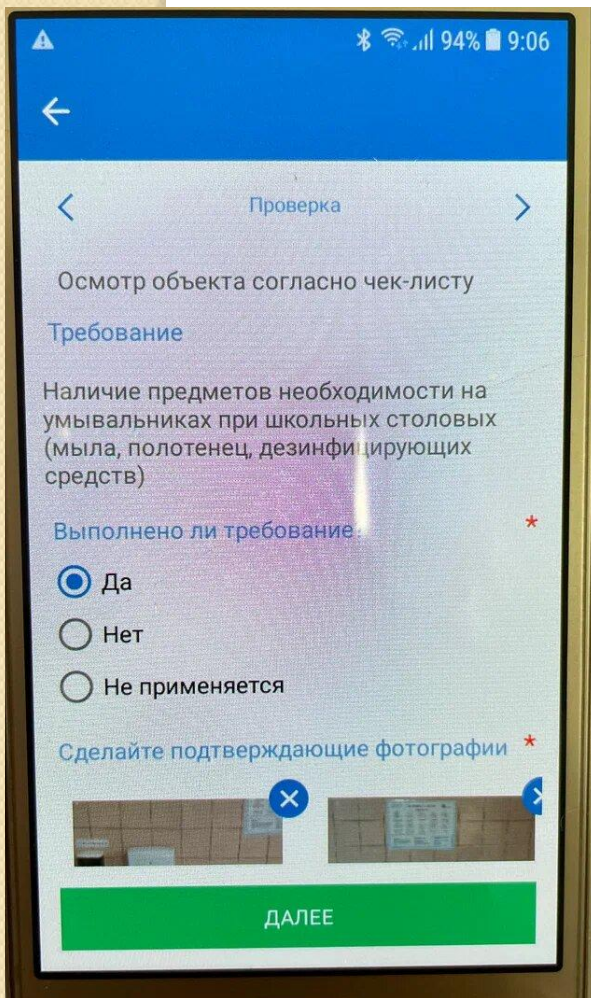 94% 9:06
Проверка
Осмотр объекта согласно чек-листу
Требование
Наличие предметов необходимости на
умывальниках при школьных столовых
(мыла, полотенец, дезинфицирующих
средств)
Выполнено ли требование *
Да
Нет
Не применяется
Сделайте подтверждающие фотографии *
ДАЛЕЕ